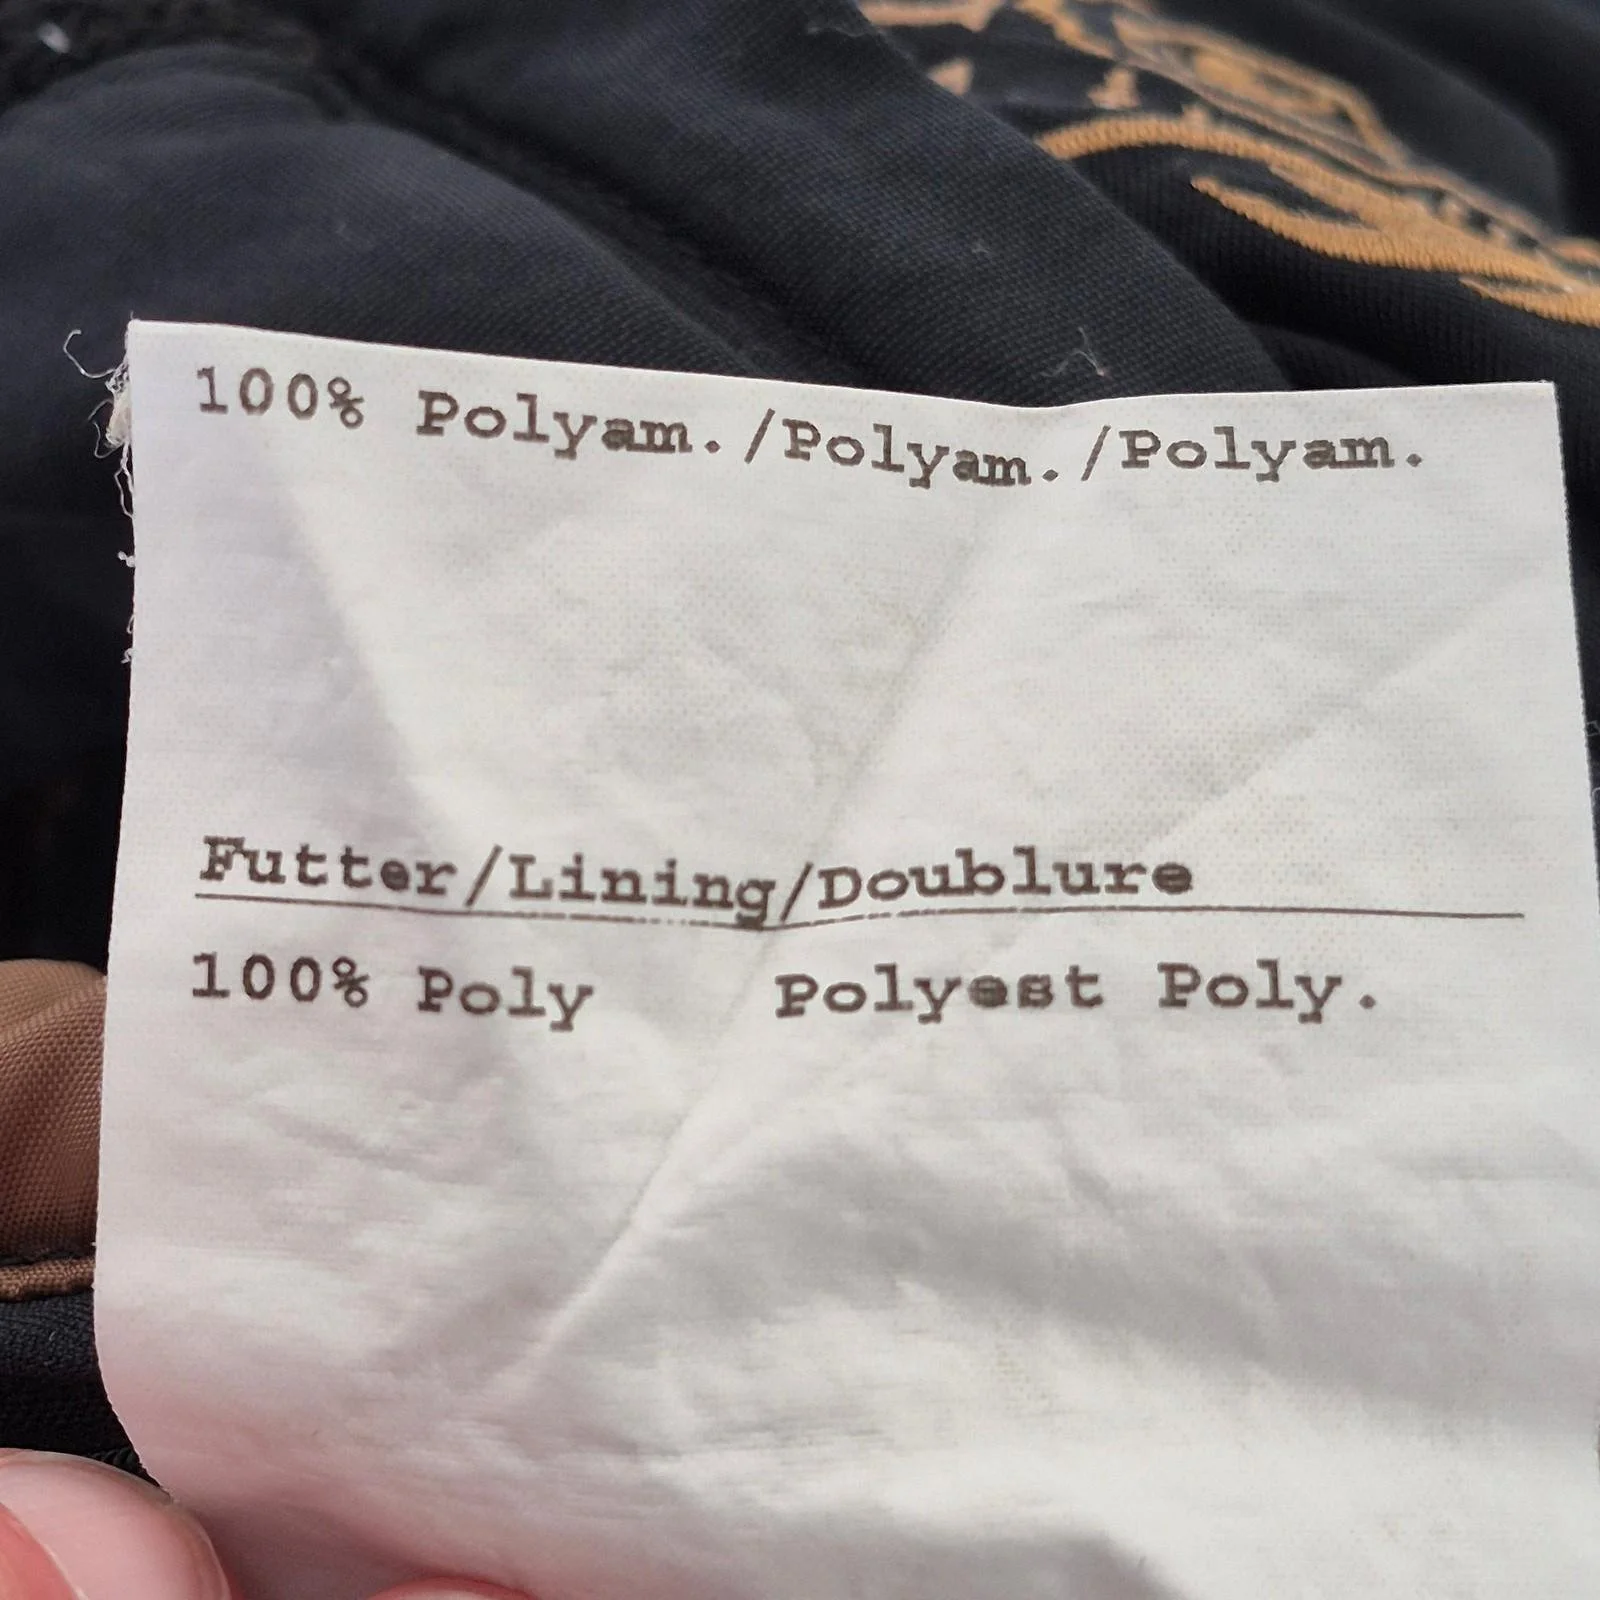 100% Polyam./Polyam./Polyam.
Futter/Lining/Doublure
100% Poly Polyest Poly.